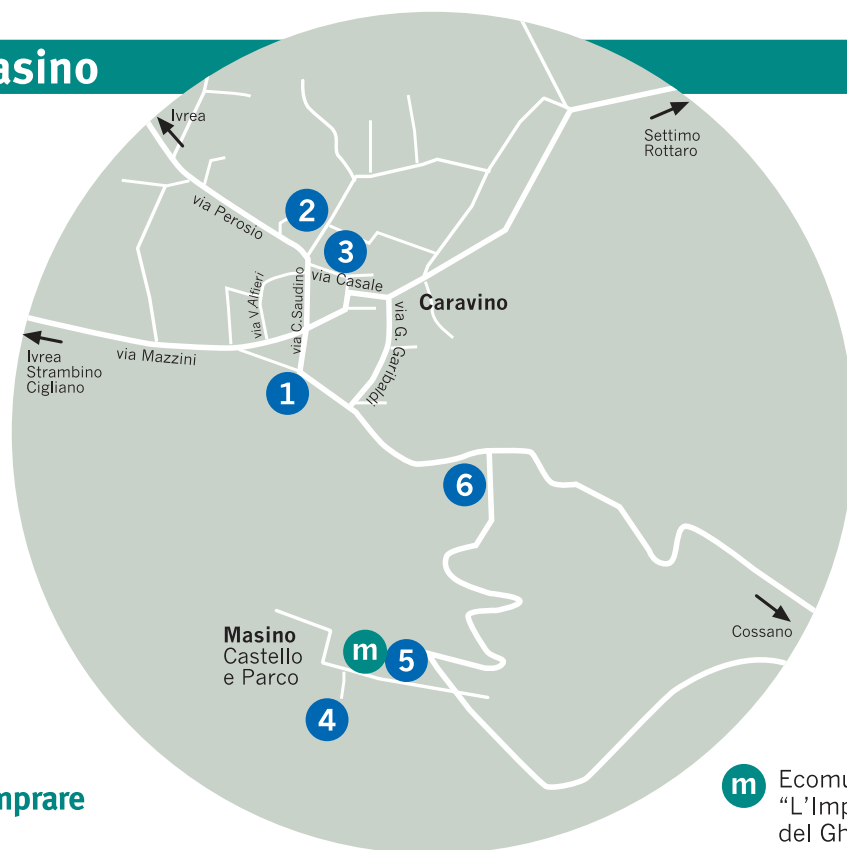 asino
Ivrea
Settimo
Rottaro
via Perosio
2
3
via Casale
via V Alfieri
via C.Saudino
Caravino
via G. Garibaldi
Ivrea
Strambino
Cigliano
via Mazzini
1
6
Cossano
Masino
Castello
e Parco
m
5
4
mprare
m
Ecomu
“L’Imp
del Gh